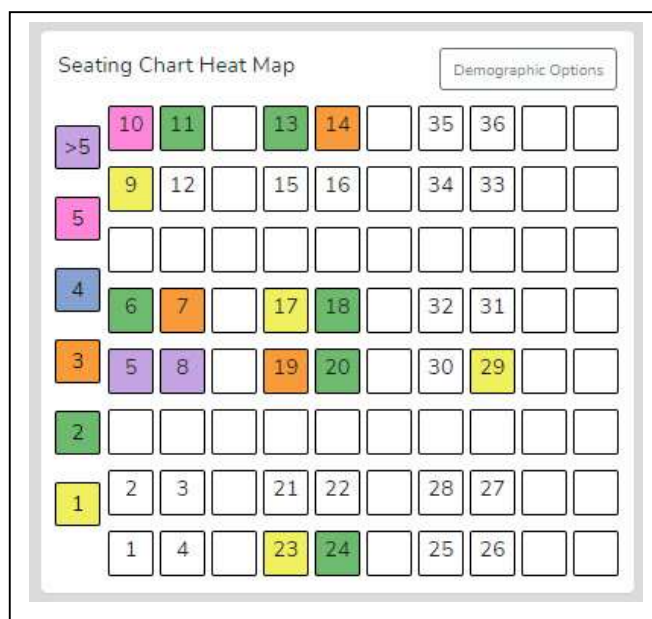 Seating Chart Heat Map
Demographic Options
>5
5
4
3
2
1
10 11 13 14 35 36
9 12 15 16 34 33
6 7 17 18 32 31
5 8 19 20 30 29
2 3 21 22 28 27
1 4 23 24 25 26